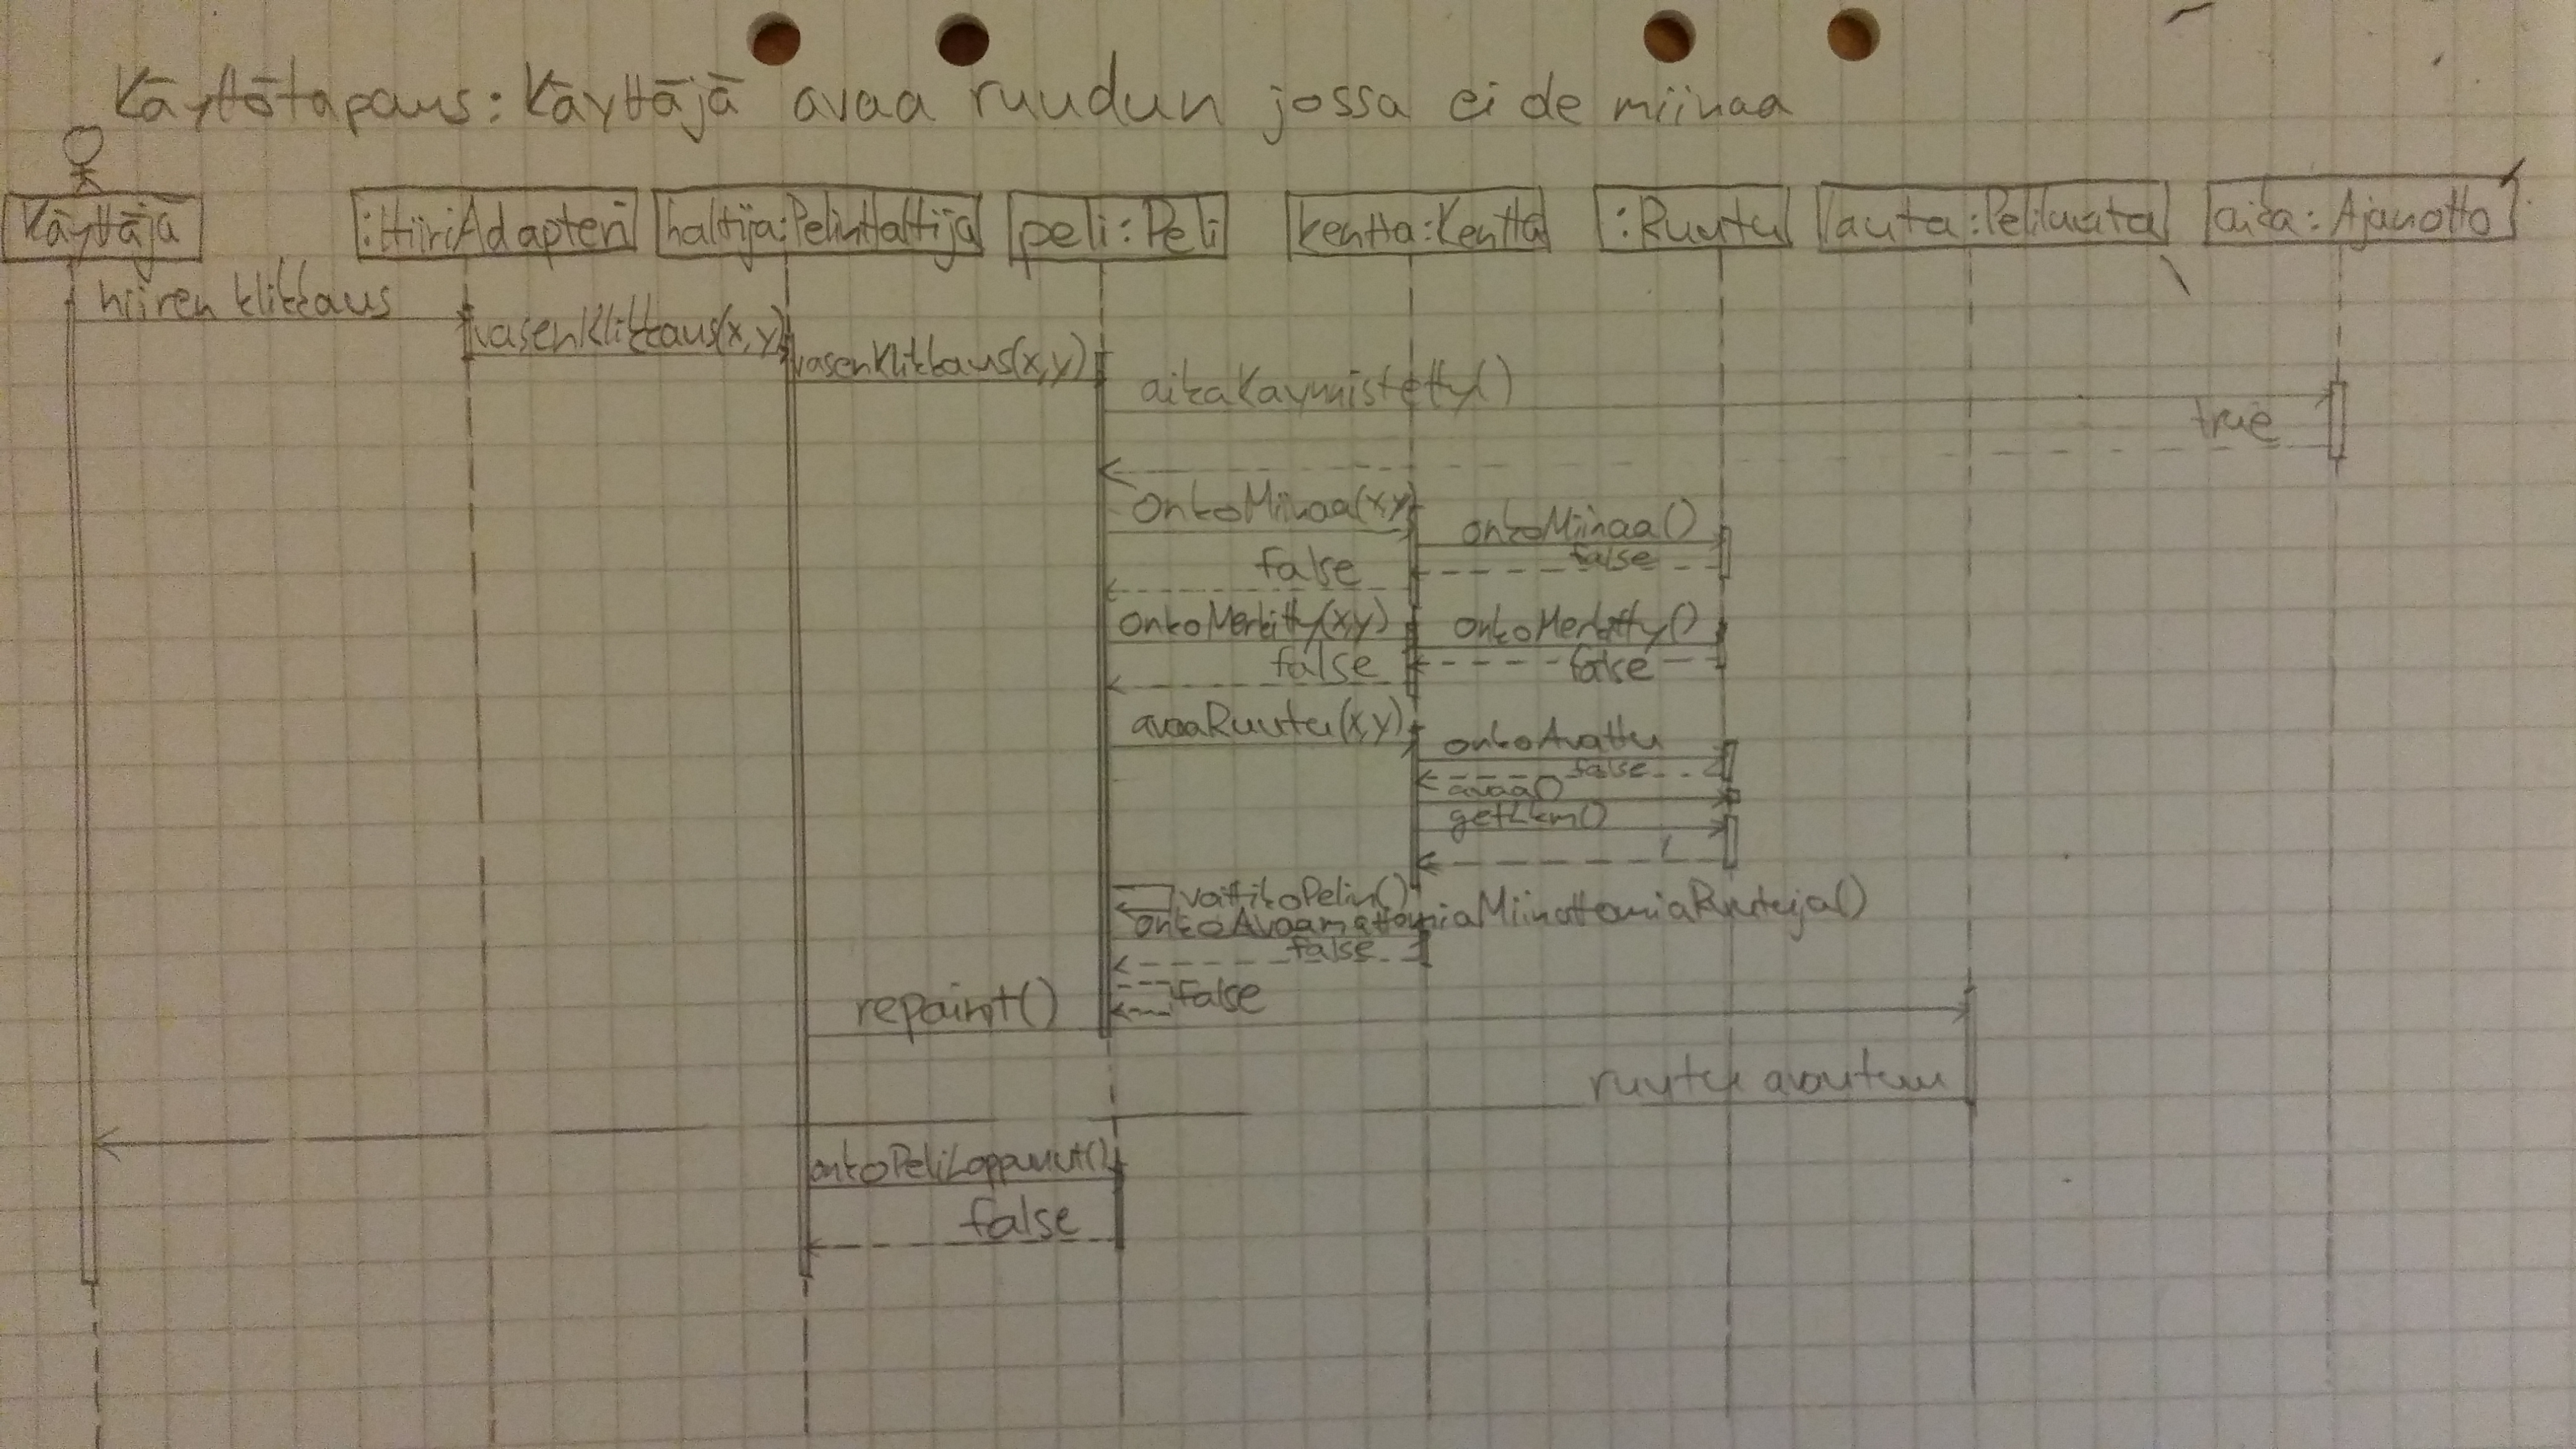 Käyttötapaus: Käyttäjä avaa ruudun jossa ei ole miinaa
Käyttäjä :HiiriAdapteri haltija:PelinHaltija peli:Peli kentta:Kentta :Ruutu lauta:Pelilauta aika:Ajanotto
hiiren klikkaus
vasenKlikkaus(x,y)
vasenKlikkaus(x,y)
aikaKaynnistetty()
true
onkoMiinaa(x,y)
onkoMiinaa()
false
false
onkoMerkitty(x,y) onkoMerkitty()
false false
avaaRuutu(x,y)
onkoAvattu
false
avaa()
getLkm()
1
voittikoPelin()
onkoAvaamattomiaMiinattomiaRuutuja()
false
false
repaint()
ruutu avautuu
onkoPeliLoppunut()
false